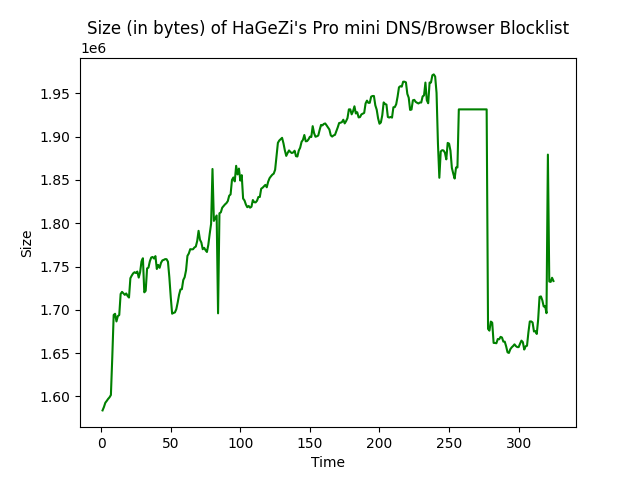 Size (in bytes) of HaGeZi's Pro mini DNS/Browser Blocklist
1e6
1.95
1.90
1.85
1.80
1.75
1.70
1.65
1.60
Size
0 50 100 150 200 250 300
Time